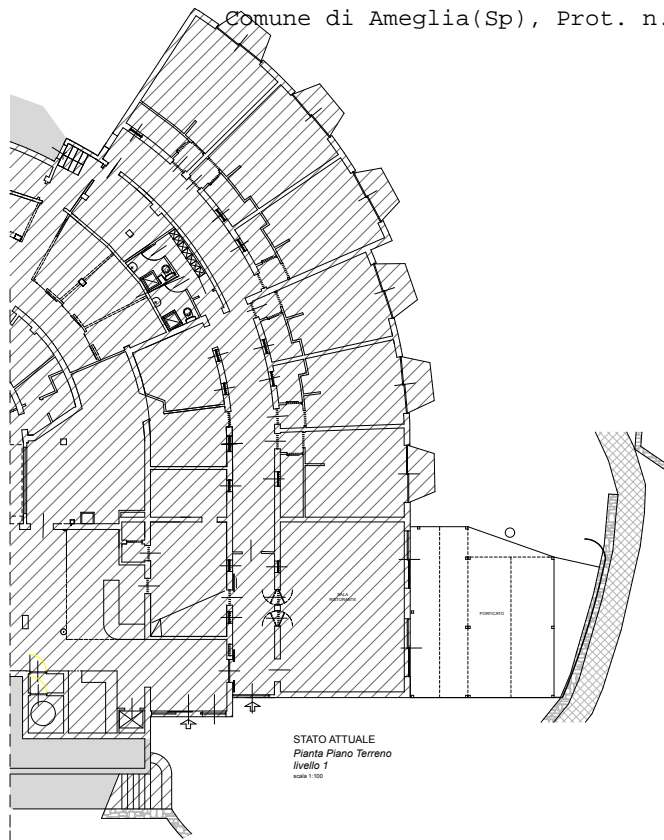 Comune di Ameglia(Sp), Prot. n.
SALA
RISTORANTE
PORTICATO
STATO ATTUALE
Pianta Piano Terreno
livello 1
scala 1:100